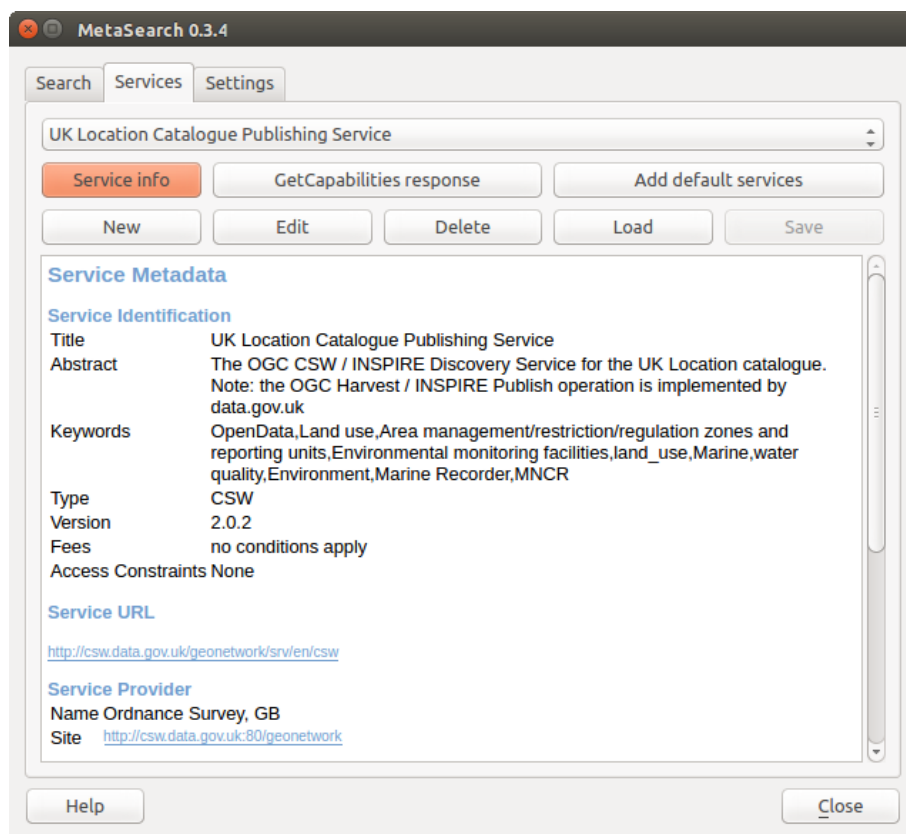 MetaSearch 0.3.4
Search Services Settings
UK Location Catalogue Publishing Service
Service info GetCapabilities response Add default services
New Edit Delete Load Save
Service Metadata
Service Identification
Title UK Location Catalogue Publishing Service
Abstract The OGC CSW / INSPIRE Discovery Service for the UK Location catalogue.
Note: the OGC Harvest / INSPIRE Publish operation is implemented by
data.gov.uk
Keywords OpenData,Land use,Area management/restriction/regulation zones and
reporting units,Environmental monitoring facilities,land_use,Marine,water
quality,Environment,Marine Recorder,MNCR
Type CSW
Version 2.0.2
Fees no conditions apply
Access Constraints None
Service URL
http://csw.data.gov.uk/geonetwork/srv/en/csw
Service Provider
Name Ordnance Survey, GB
Site http://csw.data.gov.uk:80/geonetwork
Help Close